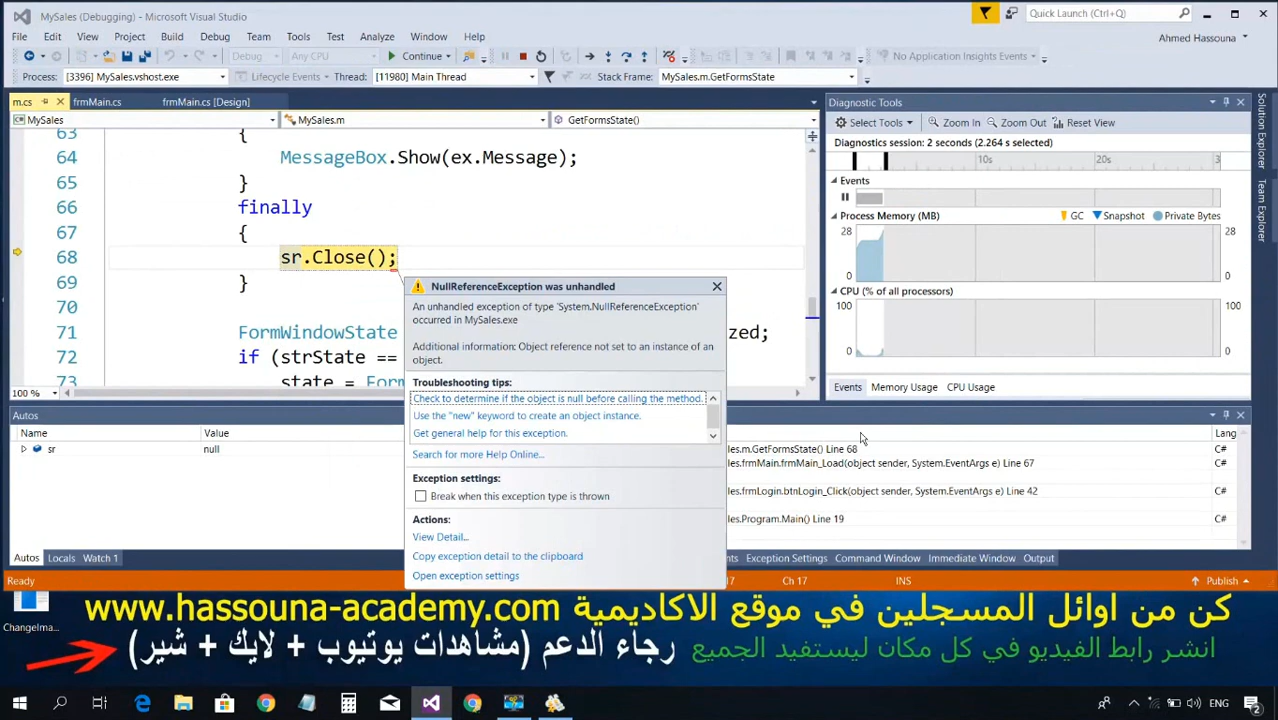 MySales (Debugging) - Microsoft Visual Studio
Quick Launch (Ctrl+Q)
File Edit View Project Build Debug Team Tools Test Analyze Window Help
Ahmed Hassouna
Debug Any CPU Continue No Application Insights Events
Process: [3396] MySales.vshost.exe Lifecycle Events Thread: [11980] Main Thread Stack Frame: MySales.m.GetFormsState
m.cs frmMain.cs frmMain.cs [Design]
MySales MySales.m GetFormsState()
63 {
64 MessageBox.Show(ex.Message);
65 }
66 finally
67 {
68 sr.Close();
69 }
70
71 FormWindowState zed;
72 if (strState ==
73 state = Form
100 %
NullReferenceException was unhandled
An unhandled exception of type 'System.NullReferenceException'
occurred in MySales.exe
Additional information: Object reference not set to an instance of an
object.
Troubleshooting tips:
Check to determine if the object is null before calling the method.
Use the "new" keyword to create an object instance.
Get general help for this exception.
Search for more Help Online...
Exception settings:
Break when this exception type is thrown
Actions:
View Detail...
Copy exception detail to the clipboard
Open exception settings
Diagnostic Tools
Select Tools Zoom In Zoom Out Reset View
Diagnostics session: 2 seconds (2.264 s selected)
10s 20s 3
Events
Process Memory (MB) GC Snapshot Private Bytes
28 28
0 0
CPU (% of all processors)
100 100
0 0
Events Memory Usage CPU Usage
Solution Explorer
Team Explorer
Autos
Name Value
sr null
Autos Locals Watch 1
Lang
les.m.GetFormsState() Line 68 C#
les.frmMain.frmMain_Load(object sender, System.EventArgs e) Line 67 C#
les.frmLogin.btnLogin_Click(object sender, System.EventArgs e) Line 42 C#
les.Program.Main() Line 19 C#
nts Exception Settings Command Window Immediate Window Output
Ready 17 Ch 17 INS Publish
ChangeIma...
كن من اوائل المسجلين في موقع الاكاديمية www.hassouna-academy.com
انشر رابط الفيديو في كل مكان ليستفيد الجميع رجاء الدعم (مشاهدات يوتيوب + لايك + شير)
ENG
2